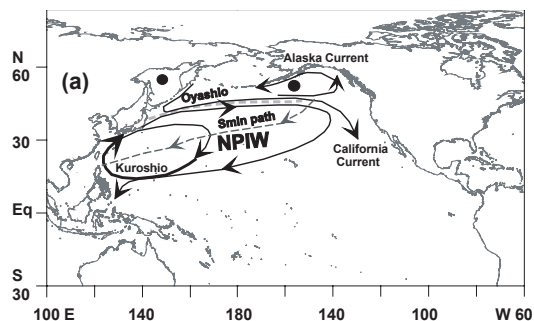 N
60
(a)
Alaska Current
Oyashio
Smin path
30
NPIW
California
Current
Kuroshio
Eq
S
30
100 E 140 180 140 100 W 60